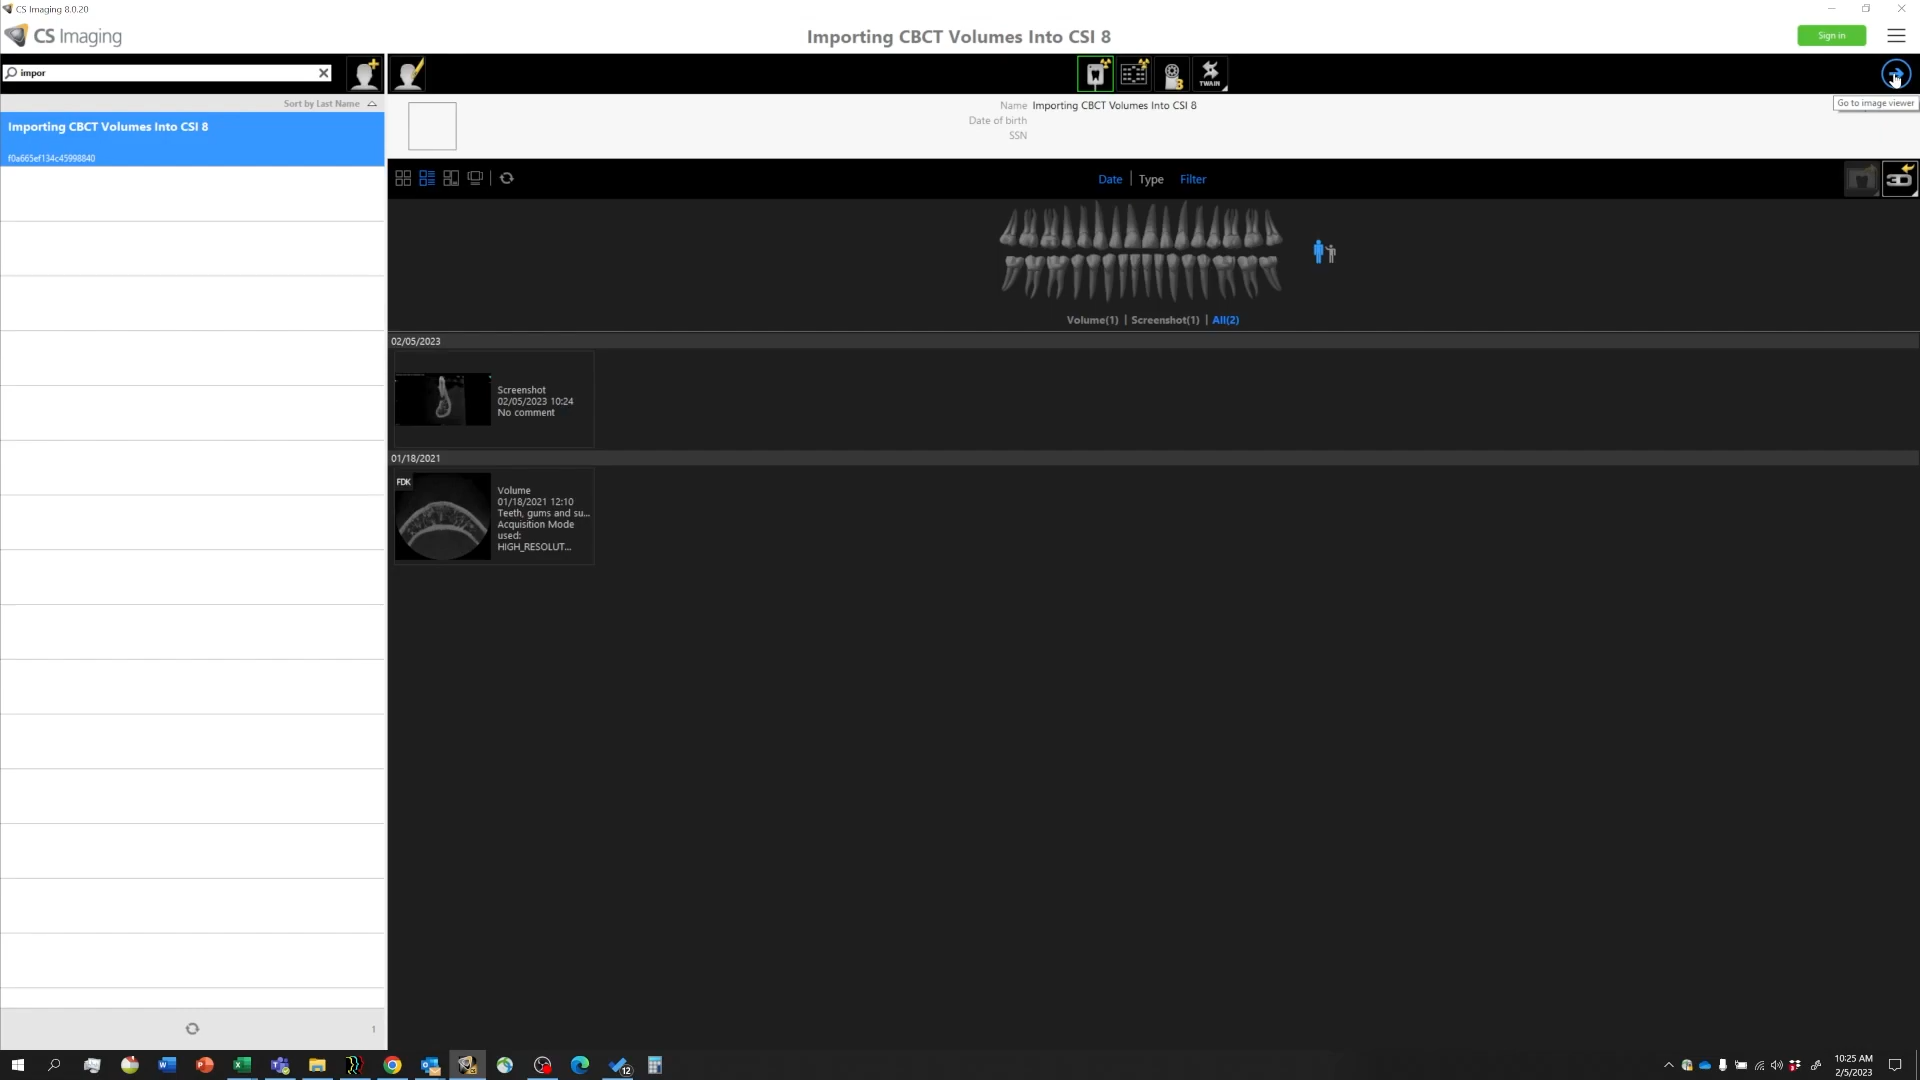 CS Imaging 8.0.20
CS Imaging
Importing CBCT Volumes Into CSI 8
Sign in
impor
3
TWAIN
Go to image viewer
Sort by Last Name
Importing CBCT Volumes Into CSI 8
f0a665ef134c45998840
Name Importing CBCT Volumes Into CSI 8
Date of birth
SSN
Date | Type Filter
3D
Volume(1) | Screenshot(1) | All(2)
02/05/2023
Screenshot
02/05/2023 10:24
No comment
01/18/2021
FDK
Volume
01/18/2021 12:10
Teeth, gums and su...
Acquisition Mode
used:
HIGH_RESOLUT...
1
12
10:25 AM
2/5/2023